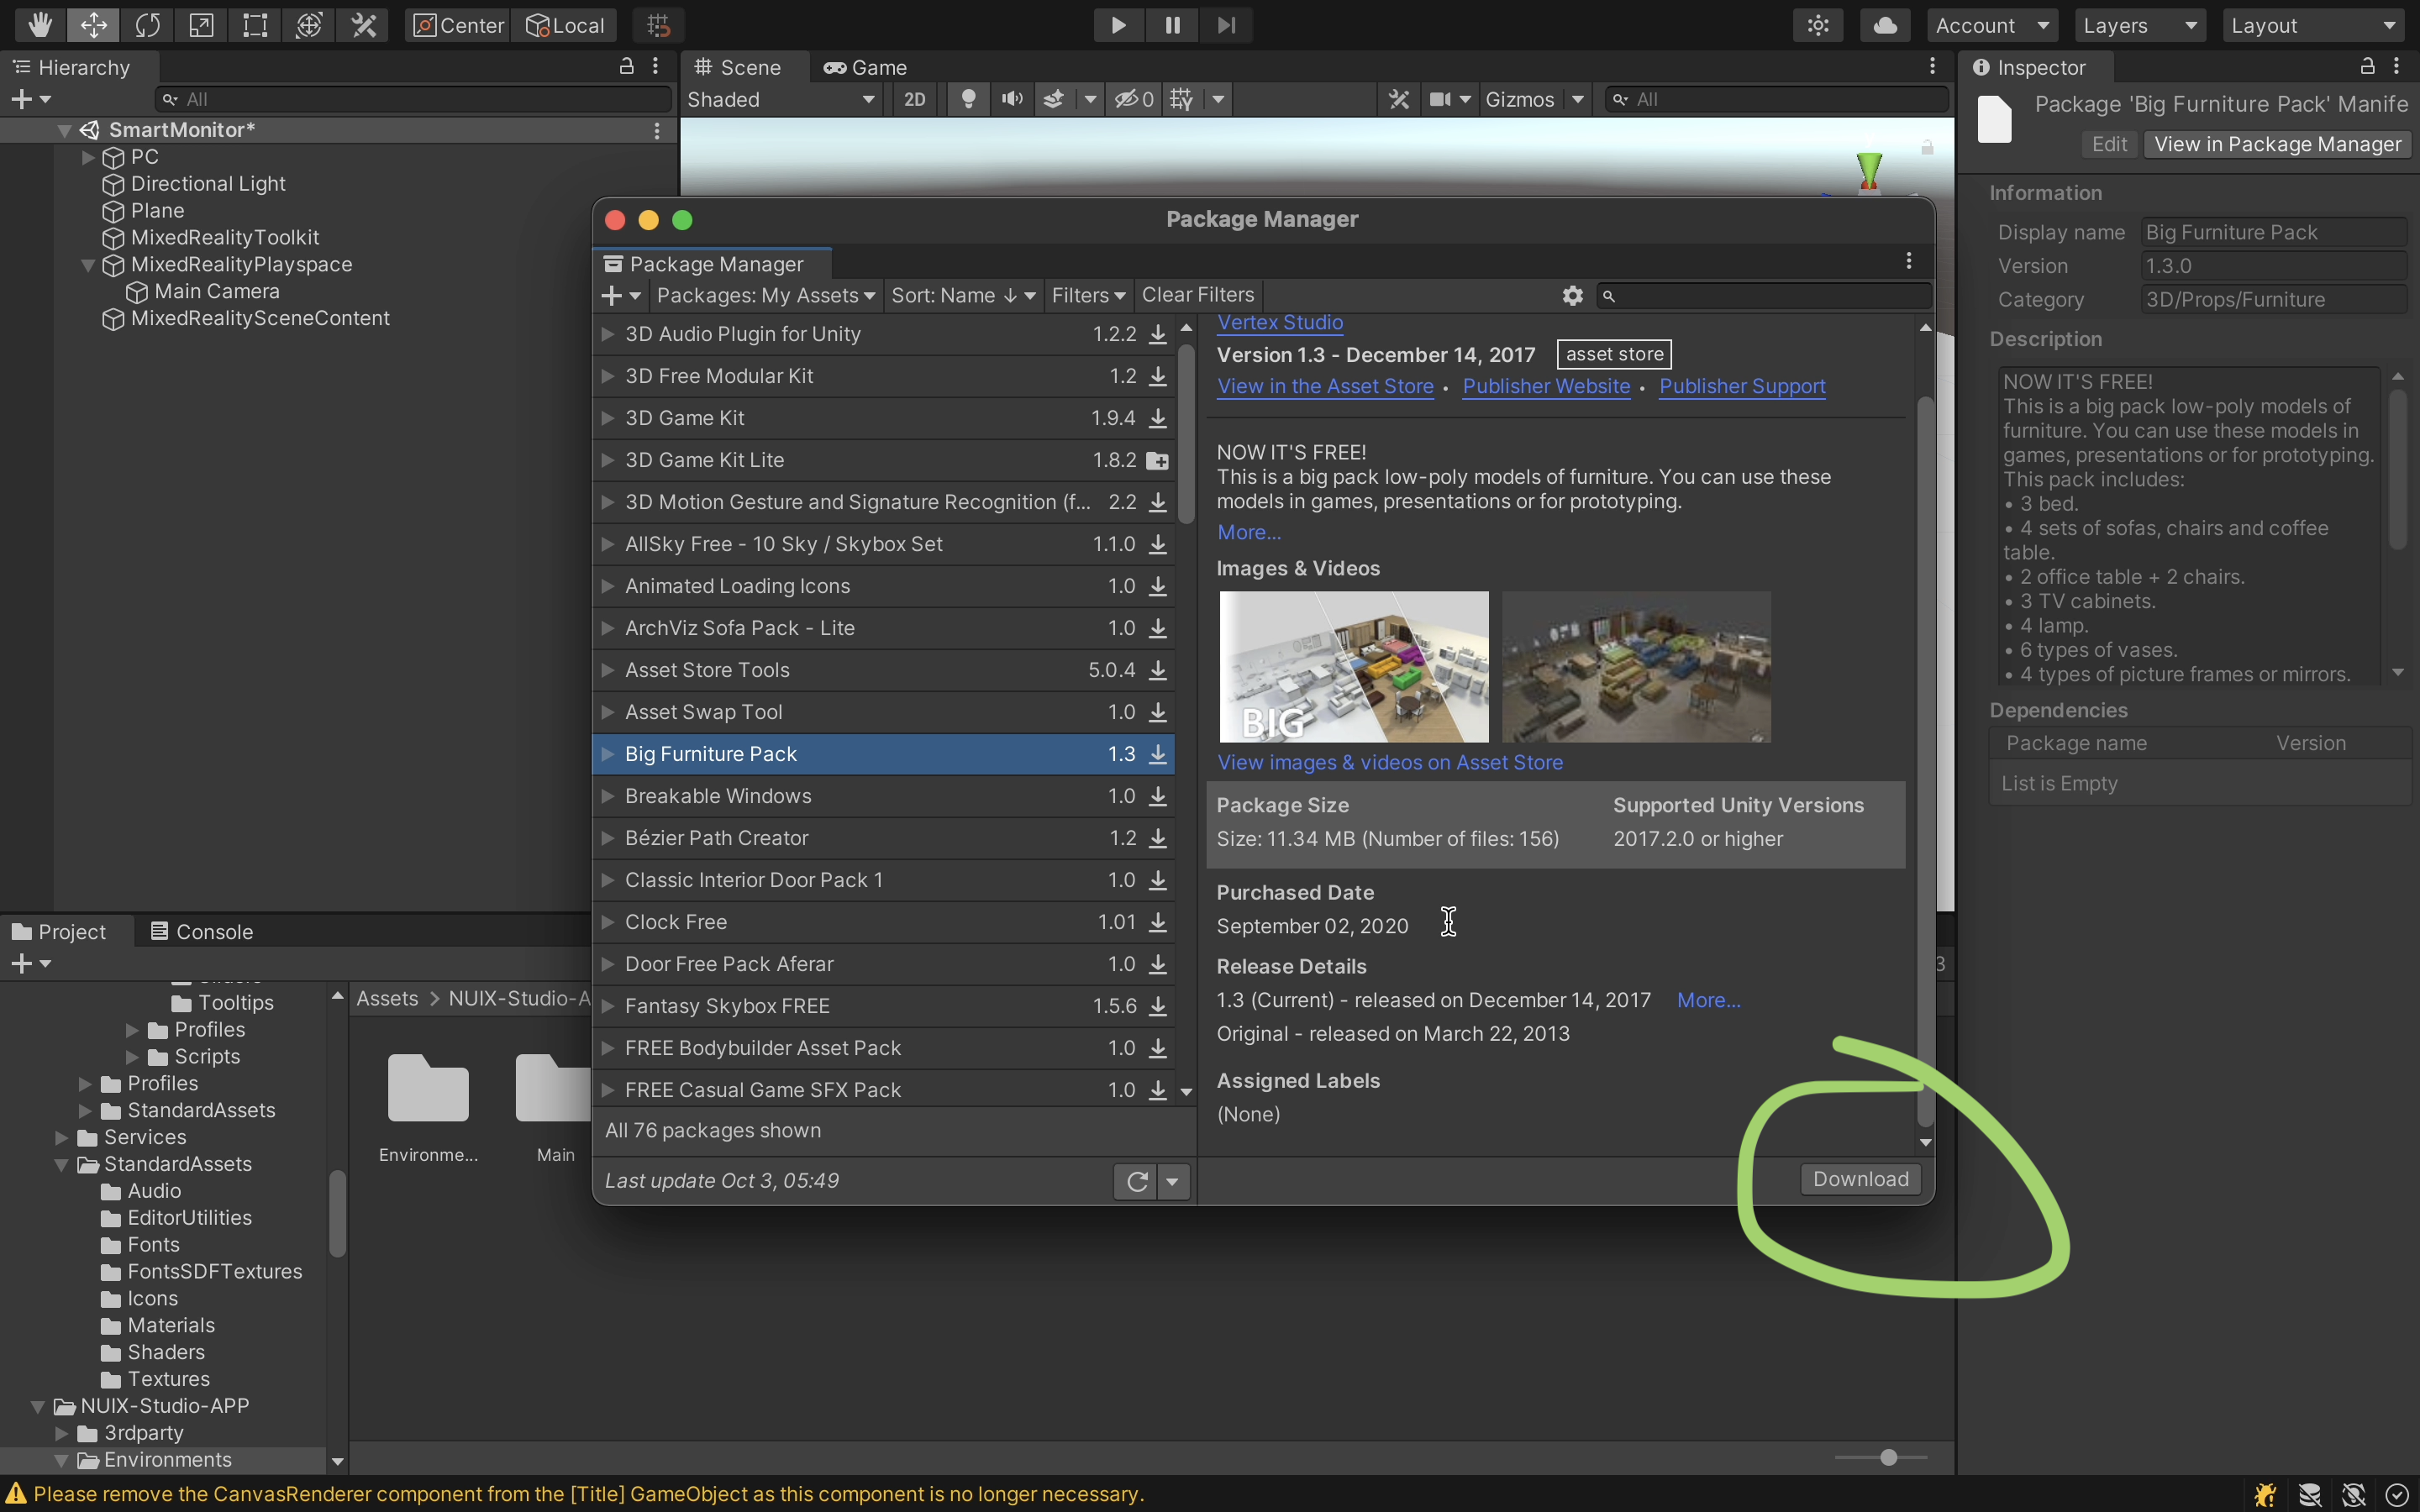 Center Local Account Layers Layout
Hierarchy
All
SmartMonitor*
PC
Directional Light
Plane
MixedRealityToolkit
MixedRealityPlayspace
Main Camera
MixedRealitySceneContent
Scene Game
Shaded 2D 0 Gizmos All
Package Manager
Package Manager
Packages: My Assets Sort: Name ↓ Filters Clear Filters
3D Audio Plugin for Unity 1.2.2
3D Free Modular Kit 1.2
3D Game Kit 1.9.4
3D Game Kit Lite 1.8.2
3D Motion Gesture and Signature Recognition (f... 2.2
AllSky Free - 10 Sky / Skybox Set 1.1.0
Animated Loading Icons 1.0
ArchViz Sofa Pack - Lite 1.0
Asset Store Tools 5.0.4
Asset Swap Tool 1.0
Big Furniture Pack 1.3
Breakable Windows 1.0
Bézier Path Creator 1.2
Classic Interior Door Pack 1 1.0
Clock Free 1.01
Door Free Pack Aferar 1.0
Fantasy Skybox FREE 1.5.6
FREE Bodybuilder Asset Pack 1.0
FREE Casual Game SFX Pack 1.0
All 76 packages shown
Last update Oct 3, 05:49
Vertex Studio
Version 1.3 - December 14, 2017 asset store
View in the Asset Store • Publisher Website • Publisher Support
NOW IT'S FREE!
This is a big pack low-poly models of furniture. You can use these
models in games, presentations or for prototyping.
More...
Images & Videos
BIG
View images & videos on Asset Store
Package Size Supported Unity Versions
Size: 11.34 MB (Number of files: 156) 2017.2.0 or higher
Purchased Date
September 02, 2020
Release Details
1.3 (Current) - released on December 14, 2017 More...
Original - released on March 22, 2013
Assigned Labels
(None)
Download
Inspector
Package 'Big Furniture Pack' Manife
Edit View in Package Manager
Information
Display name Big Furniture Pack
Version 1.3.0
Category 3D/Props/Furniture
Description
NOW IT'S FREE!
This is a big pack low-poly models of
furniture. You can use these models in
games, presentations or for prototyping.
This pack includes:
• 3 bed.
• 4 sets of sofas, chairs and coffee
table.
• 2 office table + 2 chairs.
• 3 TV cabinets.
• 4 lamp.
• 6 types of vases.
• 4 types of picture frames or mirrors.
Dependencies
Package name Version
List is Empty
Project Console
Tooltips
Profiles
Scripts
Profiles
StandardAssets
Services
StandardAssets
Audio
EditorUtilities
Fonts
FontsSDFTextures
Icons
Materials
Shaders
Textures
NUIX-Studio-APP
3rdparty
Environments
Assets > NUIX-Studio-A
3
Environme... Main
Please remove the CanvasRenderer component from the [Title] GameObject as this component is no longer necessary.